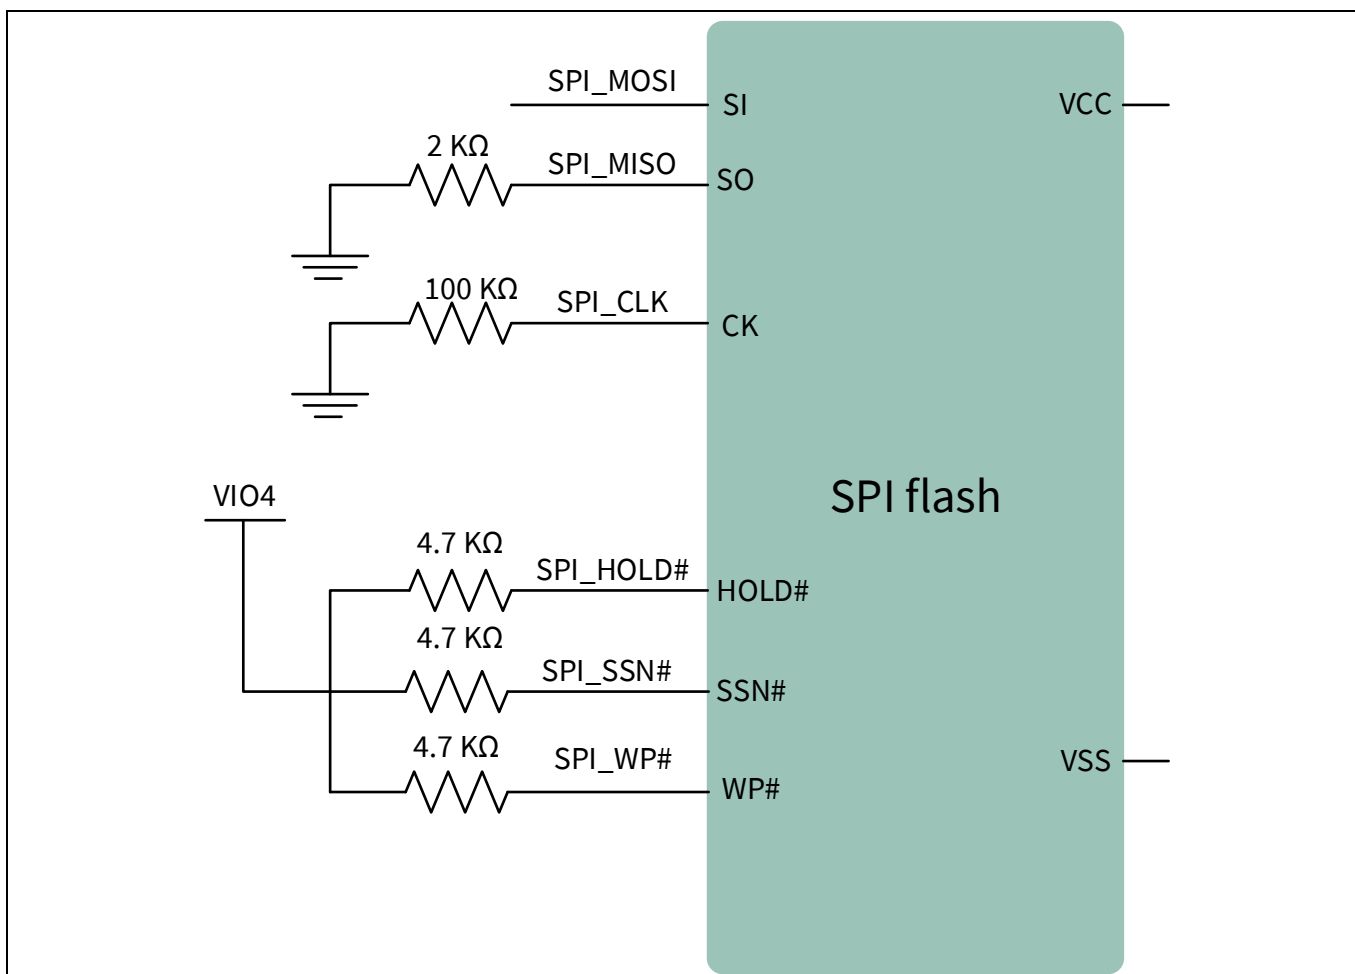 SPI_MOSI
SI
VCC
2 KΩ
SPI_MISO
SO
100 KΩ
SPI_CLK
CK
VIO4
SPI flash
4.7 KΩ
SPI_HOLD#
HOLD#
4.7 KΩ
SPI_SSN#
SSN#
4.7 KΩ
SPI_WP#
WP#
VSS